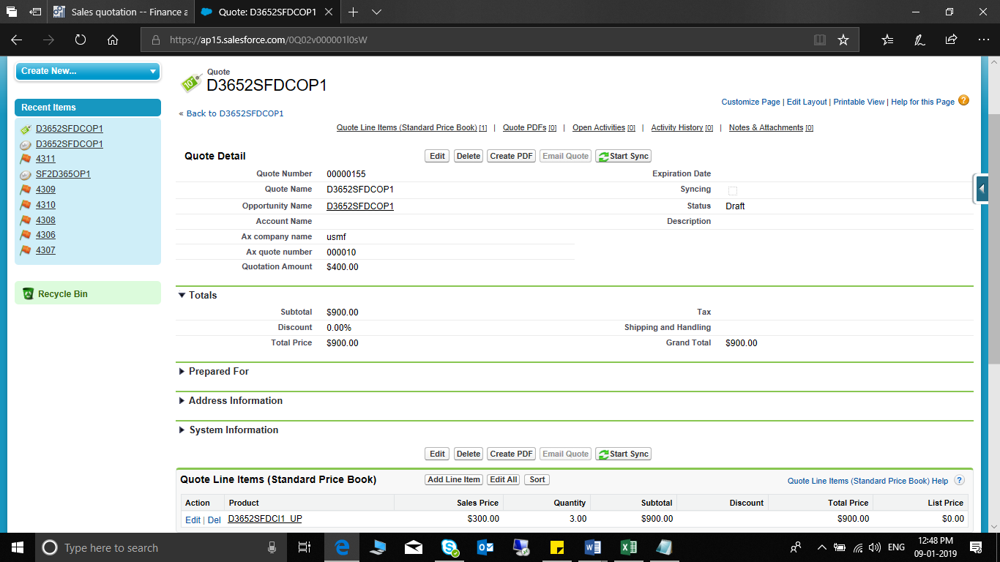 Sales quotation -- Finance a
Quote: D3652SFDCOP1
https://ap15.salesforce.com/0Q02v000001l0sW
Create New...
Recent Items
D3652SFDCOP1
D3652SFDCOP1
4311
SF2D365OP1
4309
4310
4308
4306
4307
Recycle Bin
Quote
D3652SFDCOP1
Customize Page | Edit Layout | Printable View | Help for this Page ?
« Back to D3652SFDCOP1
Quote Line Items (Standard Price Book) [1] | Quote PDFs [0] | Open Activities [0] | Activity History [0] | Notes & Attachments [0]
Quote Detail Edit Delete Create PDF Email Quote Start Sync
Quote Number 00000155 Expiration Date
Quote Name D3652SFDCOP1 Syncing
Opportunity Name D3652SFDCOP1 Status Draft
Account Name Description
Ax company name usmf
Ax quote number 000010
Quotation Amount $400.00
Totals
Subtotal $900.00 Tax
Discount 0.00% Shipping and Handling
Total Price $900.00 Grand Total $900.00
Prepared For
Address Information
System Information
Edit Delete Create PDF Email Quote Start Sync
Quote Line Items (Standard Price Book) Add Line Item Edit All Sort Quote Line Items (Standard Price Book) Help ?
Action Product Sales Price Quantity Subtotal Discount Total Price List Price
Edit | Del D3652SFDCI1_UP $300.00 3.00 $900.00 $900.00 $0.00
Type here to search
ENG
12:48 PM
09-01-2019